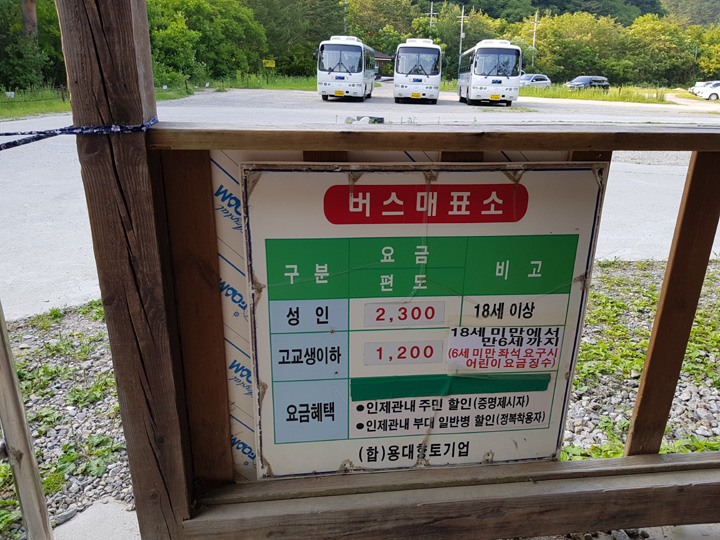 버스매표소
구분 요금 비고
편도
성인 2,300 18세 이상
고교생이하 1,200 18세 미만에서
만6세까지
(6세 미만 좌석 요구시
어린이 요금 징수)
요금혜택
●인제관내 주민 할인(증명제시자)
●인제관내 부대 일반병 할인(정복착용자)
(합)용대향토기업